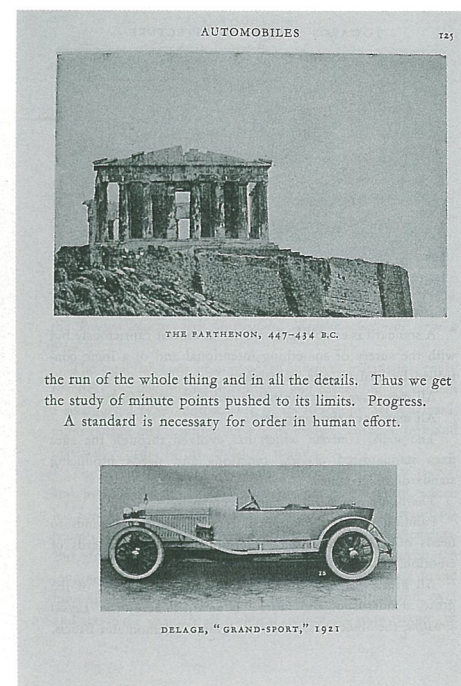 AUTOMOBILES 125
THE PARTHENON, 447–434 B.C.
the run of the whole thing and in all the details. Thus we get
the study of minute points pushed to its limits. Progress.
A standard is necessary for order in human effort.
DELAGE, "GRAND-SPORT," 1921